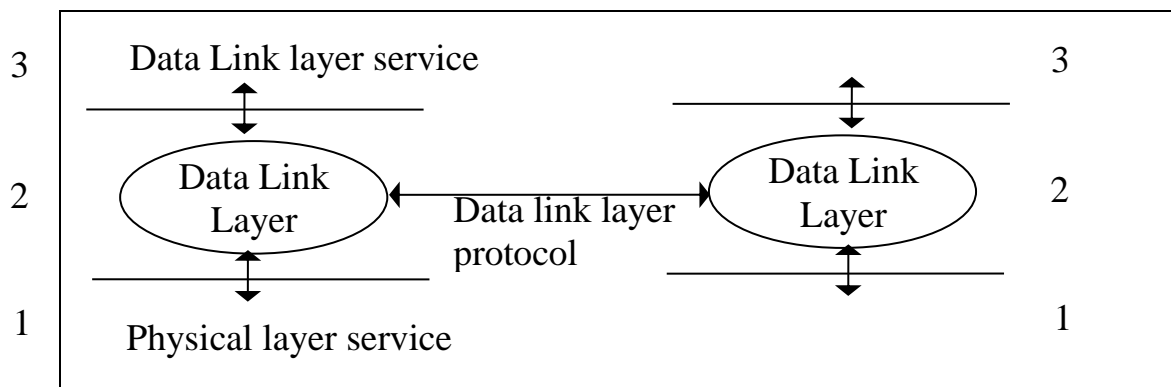 3
Data Link layer service
3
2
Data Link
Layer
Data link layer
protocol
Data Link
Layer
2
1
Physical layer service
1